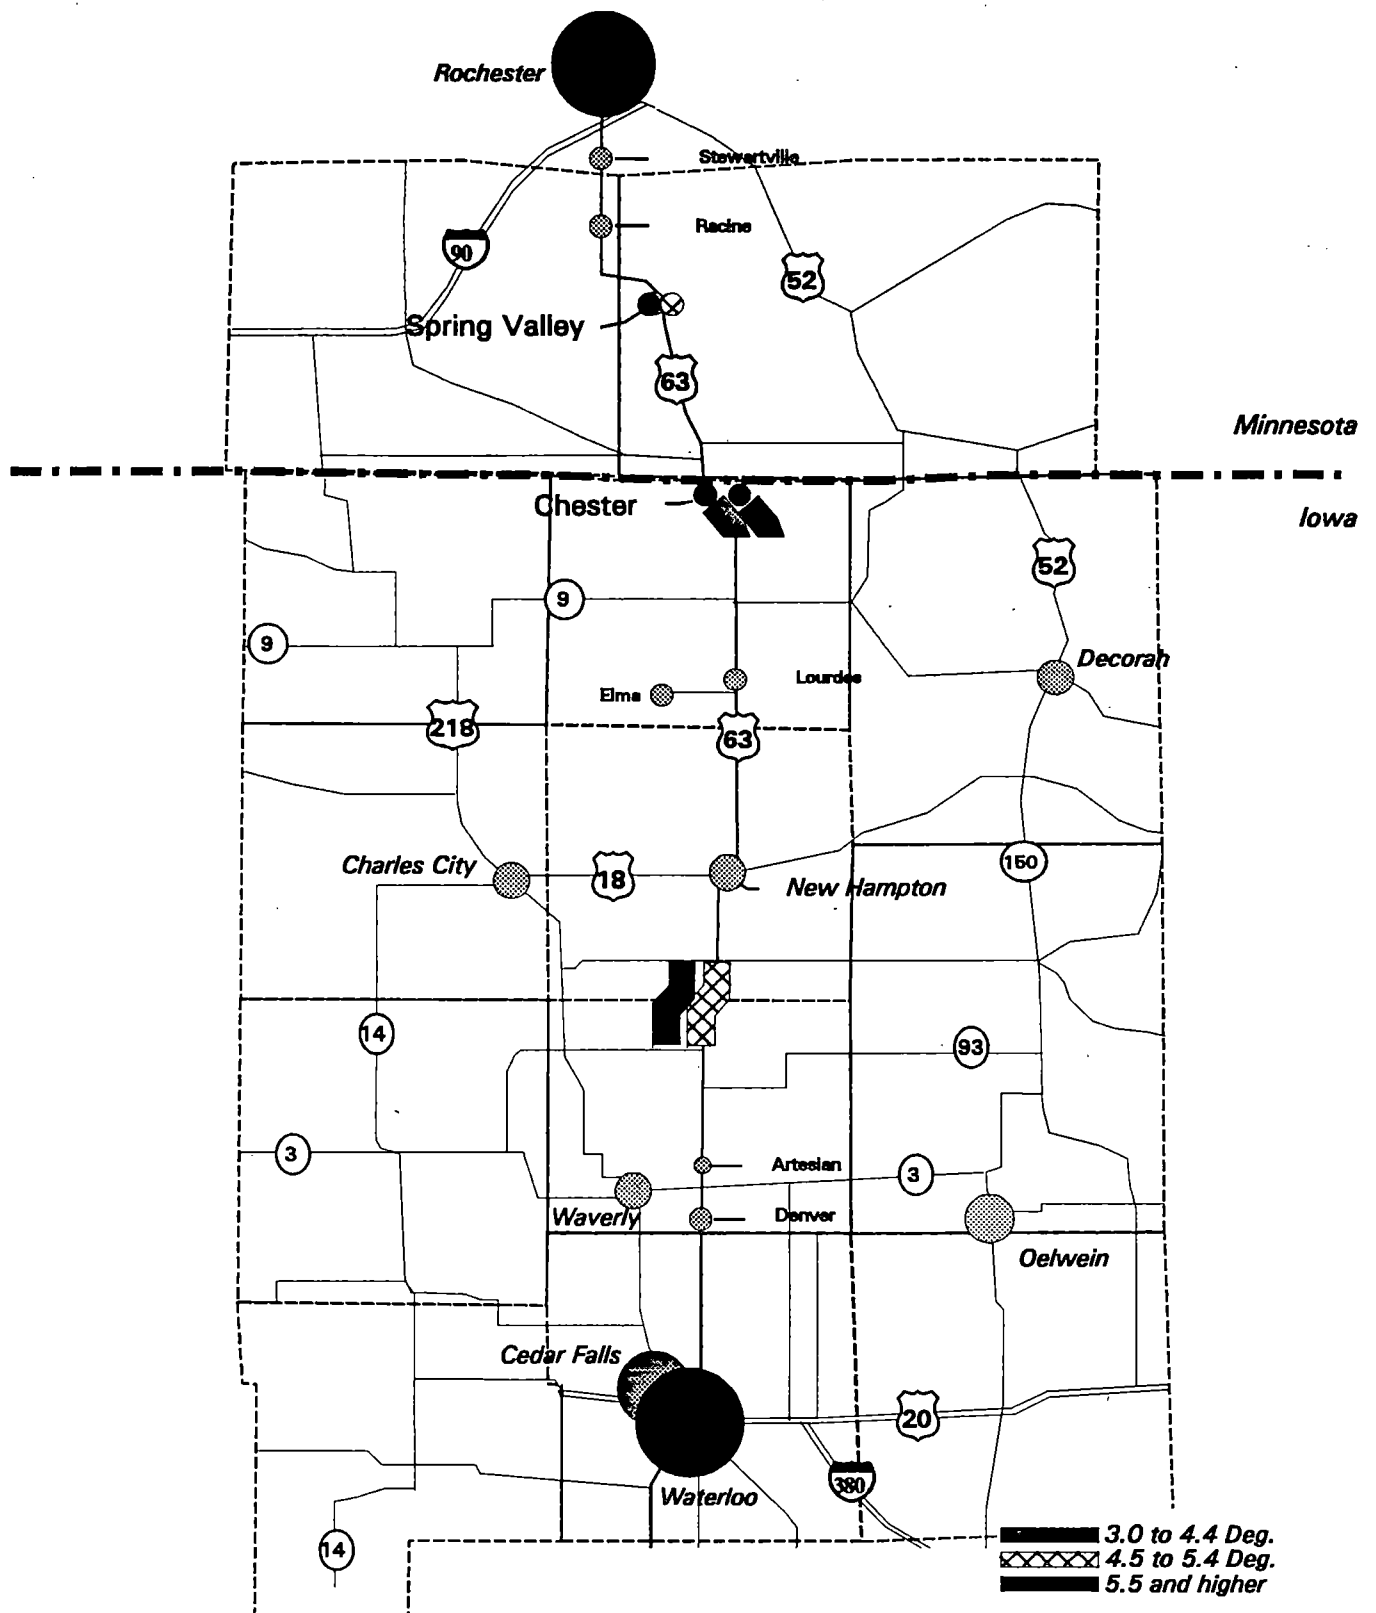 Rochester
Stewartville
Racine
90
52
Spring Valley
63
Minnesota
Chester
Iowa
52
9
9
Decorah
Lourdes
Elma
218
63
Charles City
18
New Hampton
150
14
93
3
Artesian
3
Waverly
Denver
Oelwein
Cedar Falls
20
380
Waterloo
14
3.0 to 4.4 Deg.
4.5 to 5.4 Deg.
5.5 and higher